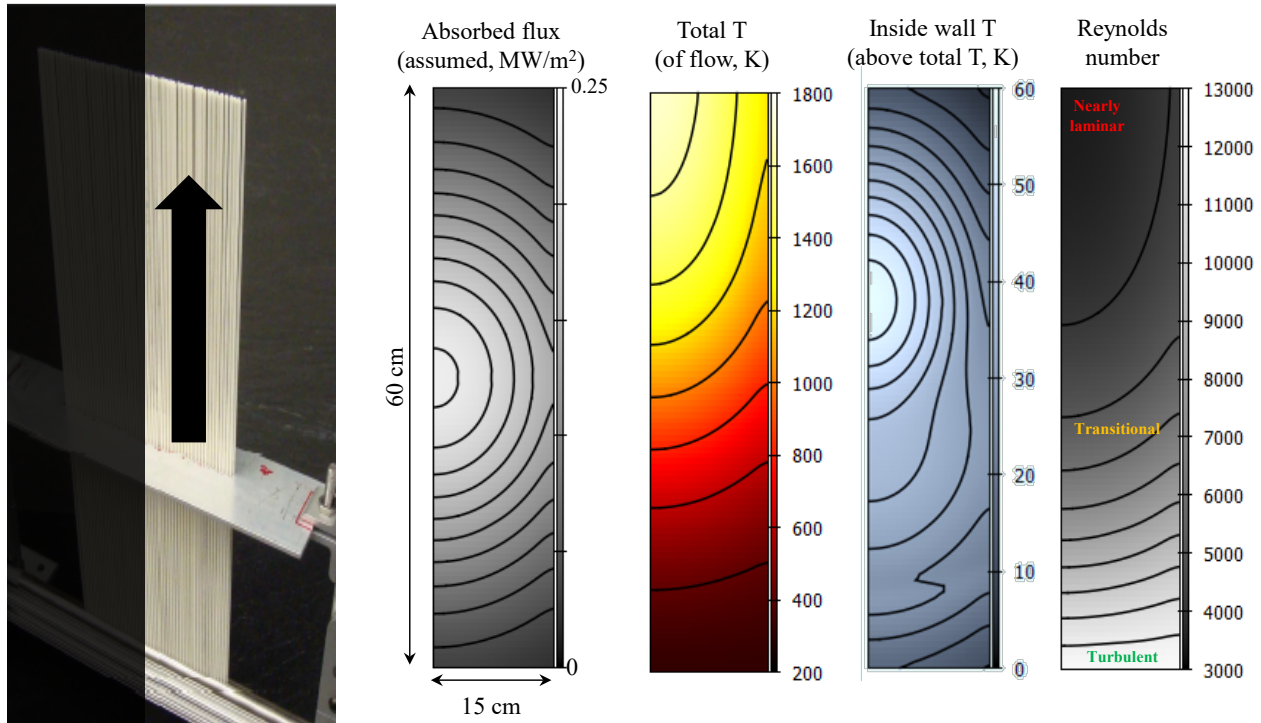 Absorbed flux
(assumed, MW/m²)
Total T
(of flow, K)
Inside wall T
(above total T, K)
Reynolds
number
0.25
0
60 cm
15 cm
1800
1600
1400
1200
1000
800
600
400
200
60
50
40
30
20
10
0
13000
12000
11000
10000
9000
8000
7000
6000
5000
4000
3000
Nearly
laminar
Transitional
Turbulent